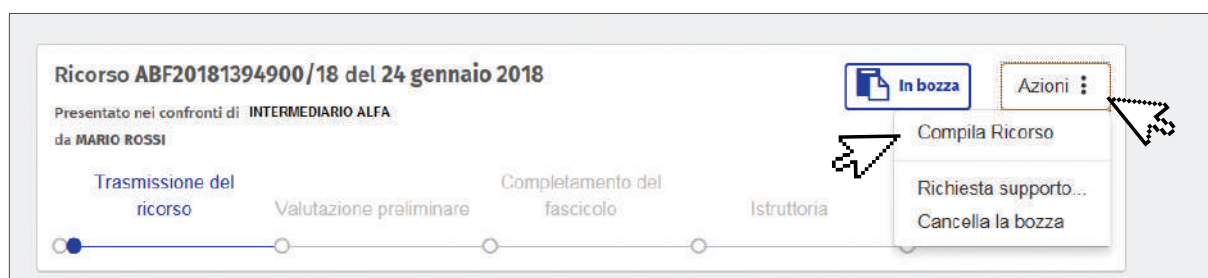 Ricorso ABF20181394900/18 del 24 gennaio 2018
In bozza
Azioni
Presentato nei confronti di INTERMEDIARIO ALFA
da MARIO ROSSI
Compila Ricorso
Richiesta supporto...
Cancella la bozza
Trasmissione del
ricorso
Valutazione preliminare
Completamento del
fascicolo
Istruttoria